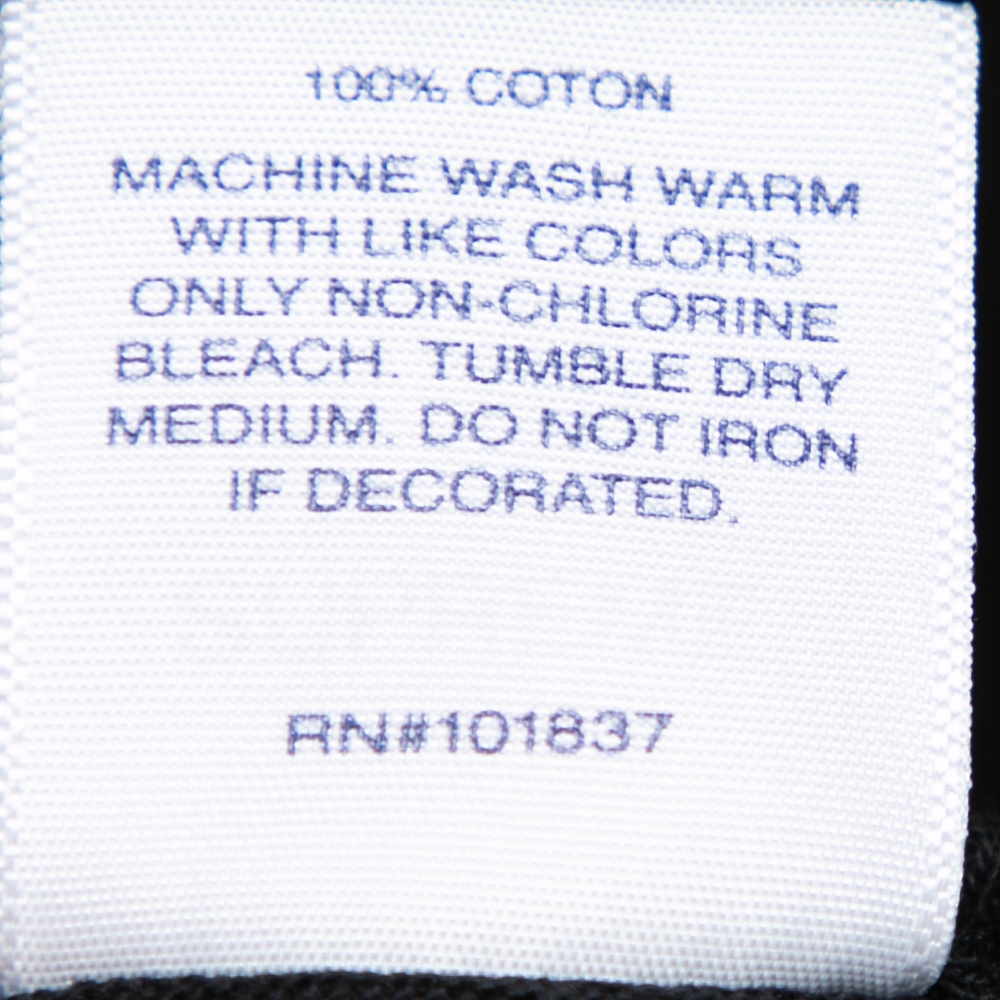 100% COTON
MACHINE WASH WARM
WITH LIKE COLORS
ONLY NON-CHLORINE
BLEACH. TUMBLE DRY
MEDIUM. DO NOT IRON
IF DECORATED.
RN#101837